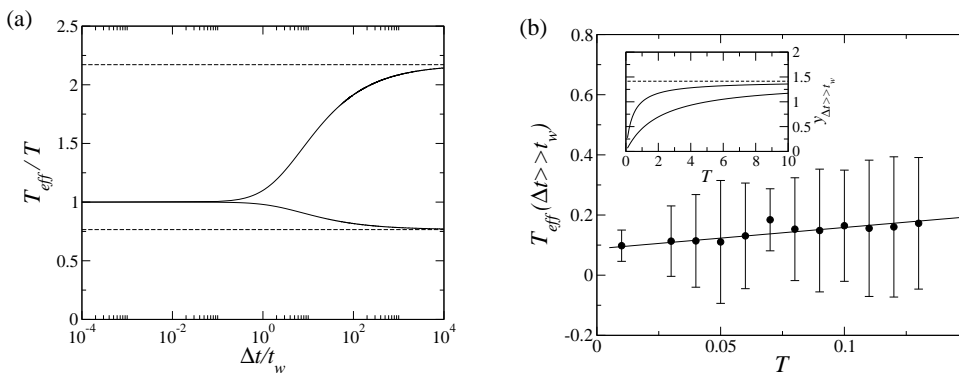 (a)
2.5
2
1.5
1
0.5
0
T_eff / T
10^-4 10^-2 10^0 10^2 10^4
Δt/t_w
(b)
0.8
0.6
0.4
0.2
0
-0.2
T_eff(Δt>>t_w)
0.05 0.1
T
2
1.5
1
0.5
0
y_Δt>>t_w
0 2 4 6 8 10
T